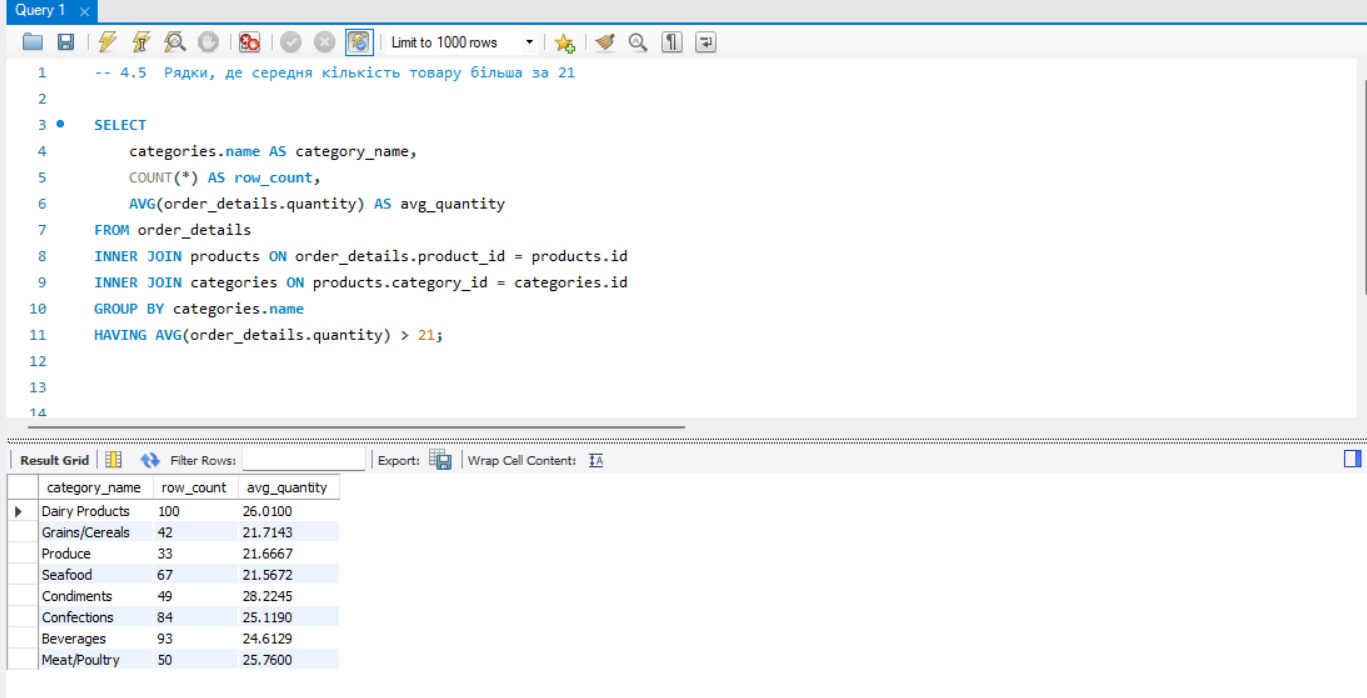 Query 1
Limit to 1000 rows
1 -- 4.5 Рядки, де середня кількість товару більша за 21
2
3 SELECT
4 categories.name AS category_name,
5 COUNT(*) AS row_count,
6 AVG(order_details.quantity) AS avg_quantity
7 FROM order_details
8 INNER JOIN products ON order_details.product_id = products.id
9 INNER JOIN categories ON products.category_id = categories.id
10 GROUP BY categories.name
11 HAVING AVG(order_details.quantity) > 21;
12
13
14
Result Grid Filter Rows: Export: Wrap Cell Content: IA
category_name row_count avg_quantity
Dairy Products 100 26.0100
Grains/Cereals 42 21.7143
Produce 33 21.6667
Seafood 67 21.5672
Condiments 49 28.2245
Confections 84 25.1190
Beverages 93 24.6129
Meat/Poultry 50 25.7600